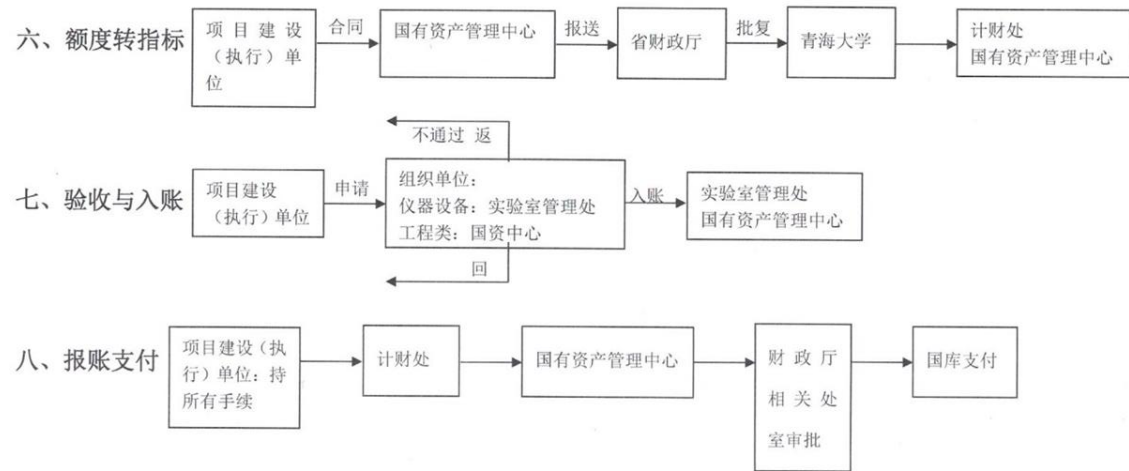 六、额度转指标
项 目 建 设
（执行）单
位
合同
国有资产管理中心
报送
省财政厅
批复
青海大学
计财处
国有资产管理中心
不通过 返
七、验收与入账
项目建设
（执行）单位
申请
组织单位：
仪器设备：实验室管理处
工程类：国资中心
入账
实验室管理处
国有资产管理中心
回
八、报账支付
项目建设（执
行）单位：持
所有手续
计财处
国有资产管理中心
财 政 厅
相 关 处
室审批
国库支付